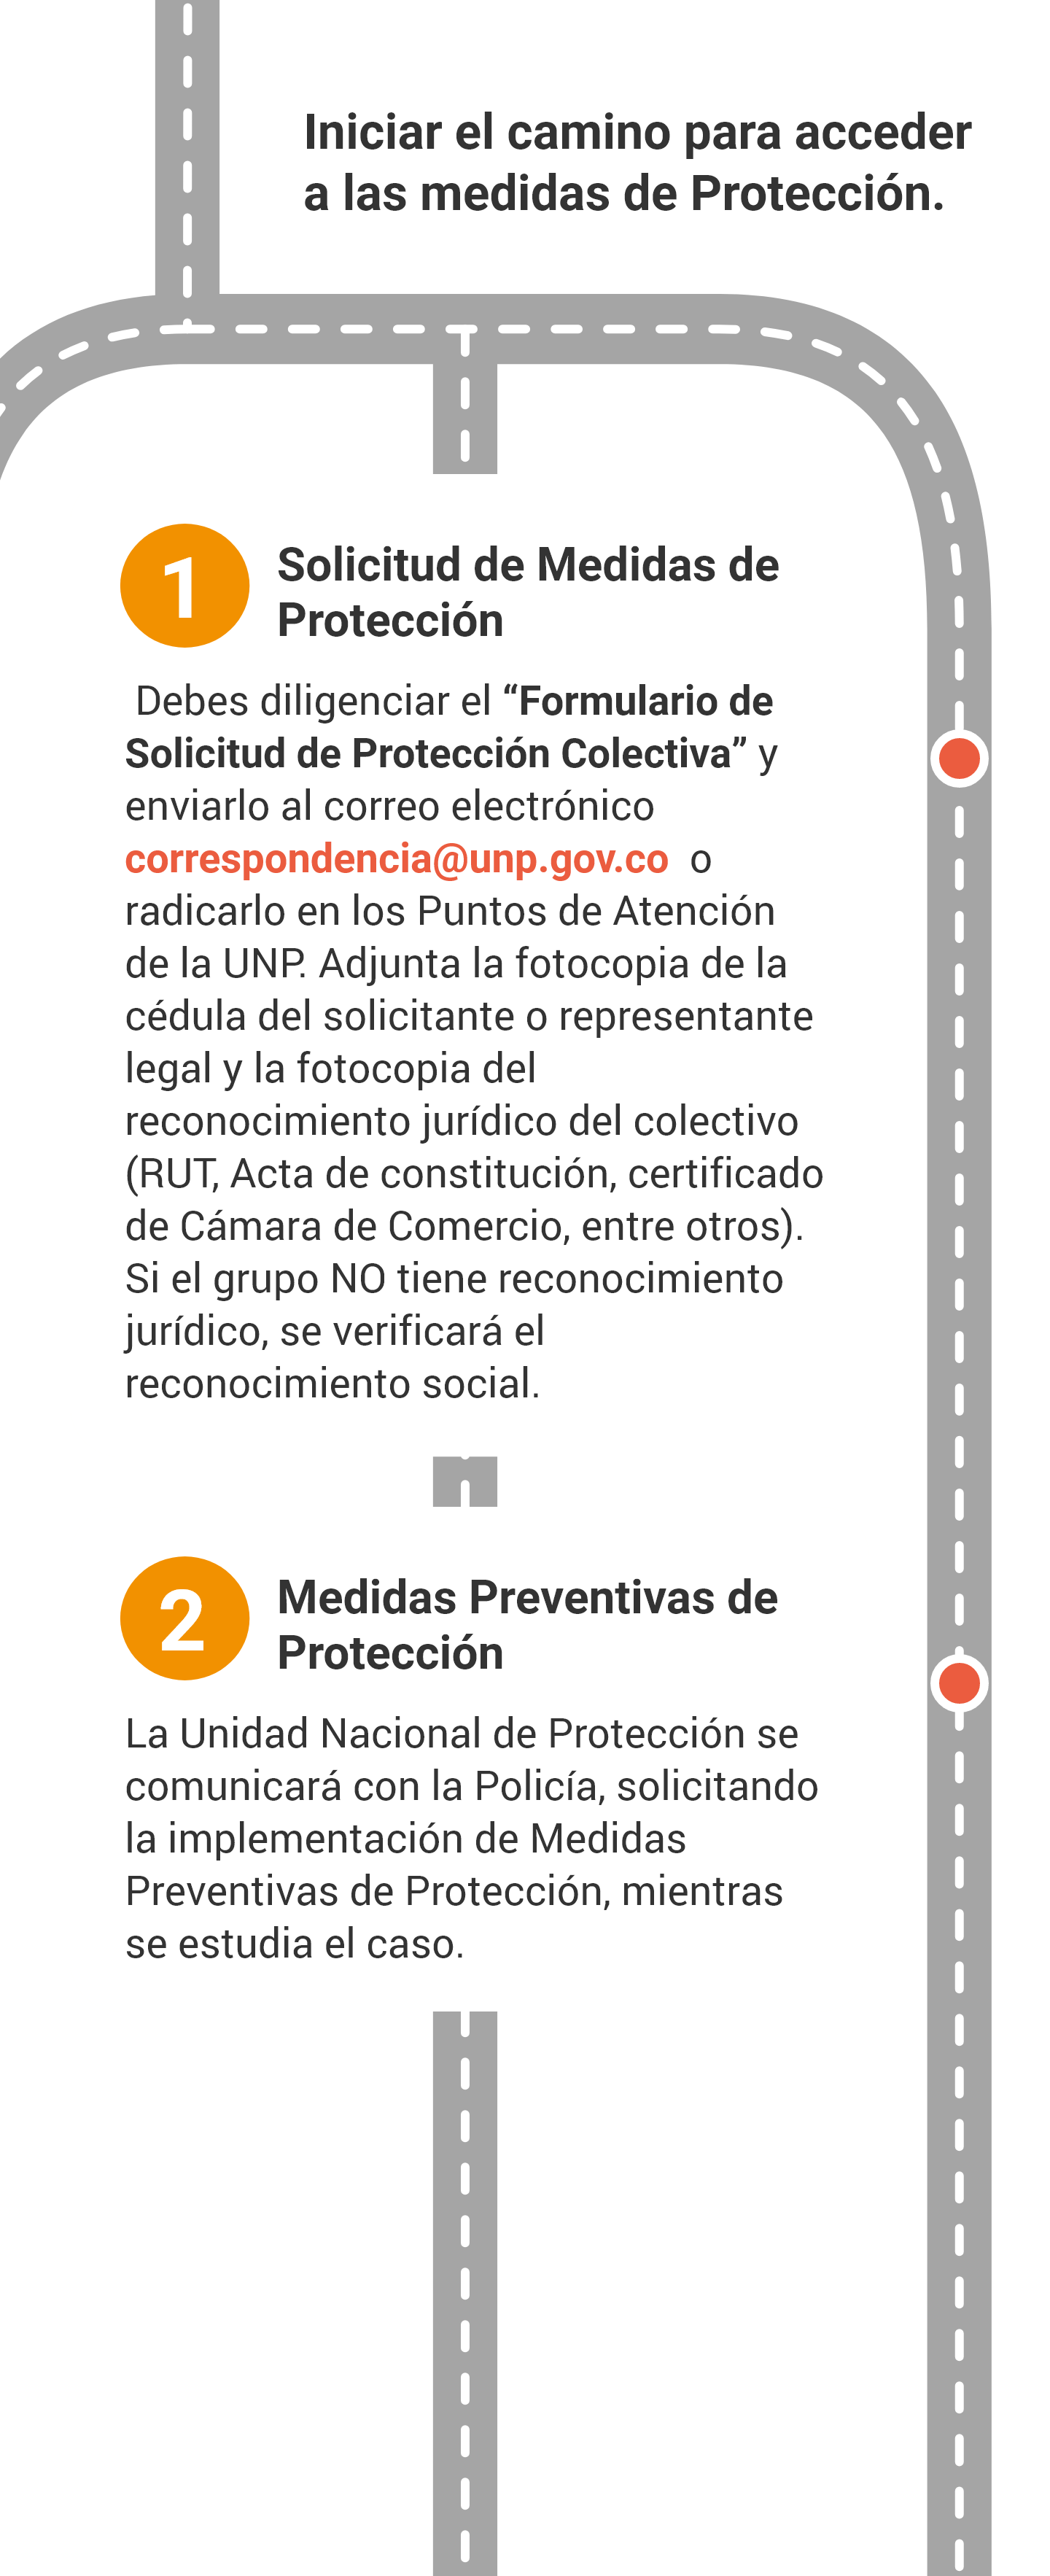 Iniciar el camino para acceder
a las medidas de Protección.
1
Solicitud de Medidas de
Protección
Debes diligenciar el “Formulario de
Solicitud de Protección Colectiva” y
enviarlo al correo electrónico
correspondencia@unp.gov.co o
radicarlo en los Puntos de Atención
de la UNP. Adjunta la fotocopia de la
cédula del solicitante o representante
legal y la fotocopia del
reconocimiento jurídico del colectivo
(RUT, Acta de constitución, certificado
de Cámara de Comercio, entre otros).
Si el grupo NO tiene reconocimiento
jurídico, se verificará el
reconocimiento social.
2
Medidas Preventivas de
Protección
La Unidad Nacional de Protección se
comunicará con la Policía, solicitando
la implementación de Medidas
Preventivas de Protección, mientras
se estudia el caso.